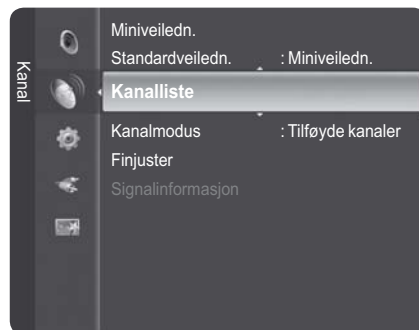 Kanal
Miniveiledn.
Standardveiledn. : Miniveiledn.
Kanalliste
Kanalmodus : Tilføyde kanaler
Finjuster
Signalinformasjon